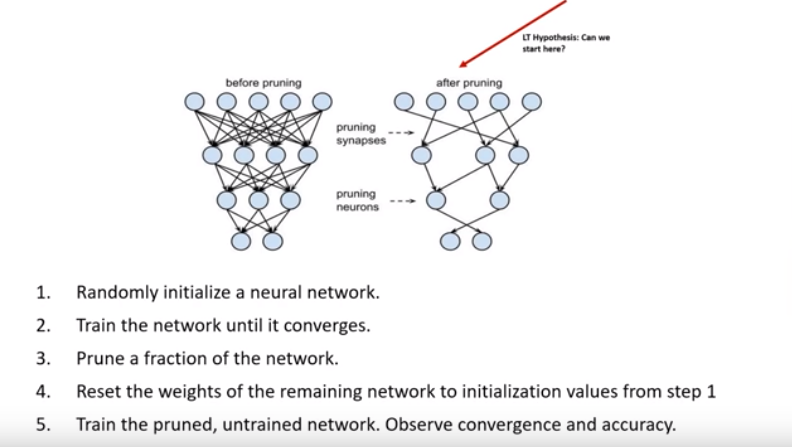 LT Hypothesis: Can we
start here?
before pruning
after pruning
pruning
synapses
pruning
neurons
1. Randomly initialize a neural network.
2. Train the network until it converges.
3. Prune a fraction of the network.
4. Reset the weights of the remaining network to initialization values from step 1
5. Train the pruned, untrained network. Observe convergence and accuracy.